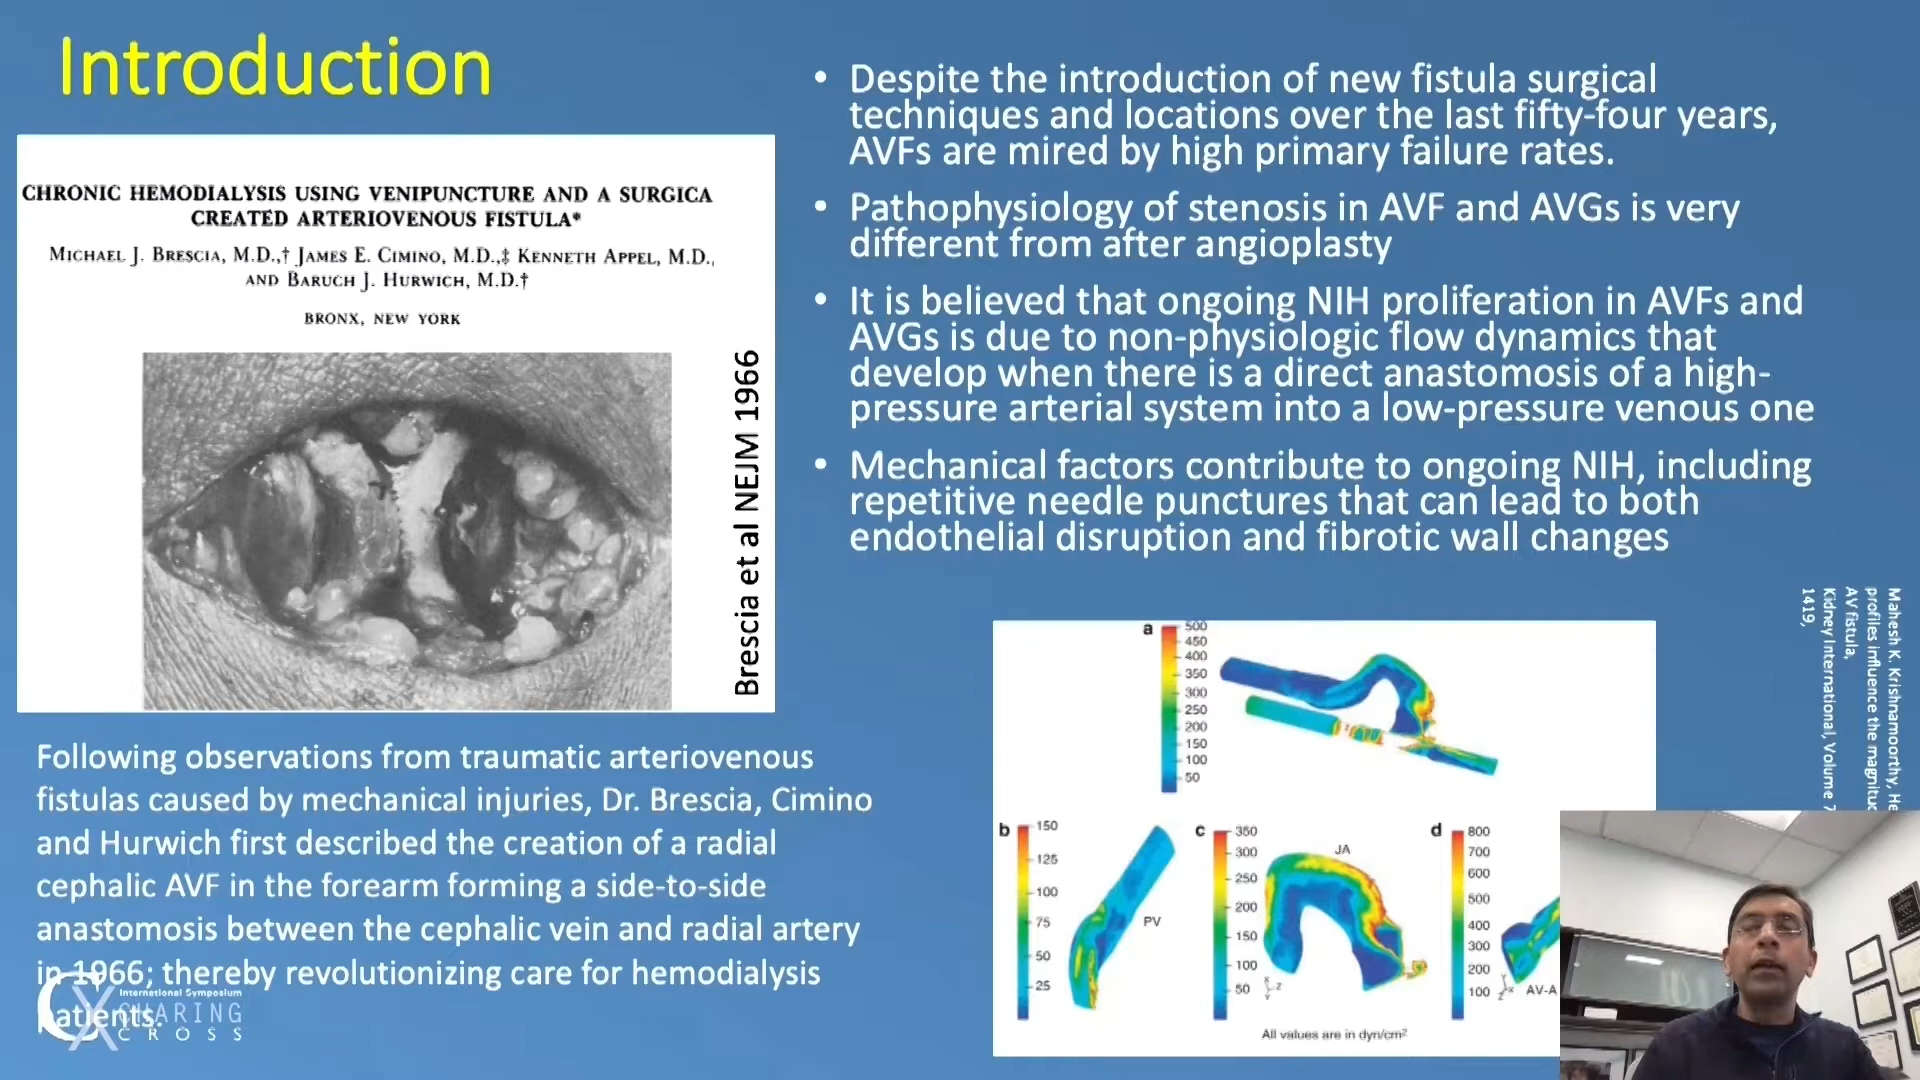 Introduction
CHRONIC HEMODIALYSIS USING VENIPUNCTURE AND A SURGICA
CREATED ARTERIOVENOUS FISTULA*
MICHAEL J. BRESCIA, M.D.,† JAMES E. CIMINO, M.D.,‡ KENNETH APPEL, M.D.,
AND BARUCH J. HURWICH, M.D.†
BRONX, NEW YORK
Brescia et al NEJM 1966
Following observations from traumatic arteriovenous
fistulas caused by mechanical injuries, Dr. Brescia, Cimino
and Hurwich first described the creation of a radial
cephalic AVF in the forearm forming a side-to-side
anastomosis between the cephalic vein and radial artery
in 1966; thereby revolutionizing care for hemodialysis
patients.
International Symposium
CX CHARING
CROSS
• Despite the introduction of new fistula surgical
techniques and locations over the last fifty-four years,
AVFs are mired by high primary failure rates.
• Pathophysiology of stenosis in AVF and AVGs is very
different from after angioplasty
• It is believed that ongoing NIH proliferation in AVFs and
AVGs is due to non-physiologic flow dynamics that
develop when there is a direct anastomosis of a high-
pressure arterial system into a low-pressure venous one
• Mechanical factors contribute to ongoing NIH, including
repetitive needle punctures that can lead to both
endothelial disruption and fibrotic wall changes
a
500
450
400
350
300
250
200
150
100
50
b
150
125
100
75
50
25
PV
c
350
300
250
200
150
100
50
JA
X
Y
Z
d
800
700
600
500
400
300
200
100
AV-A
All values are in dyn/cm²
Mahesh K. Krishnamoorthy, He
profiles influence the magnituc
AV fistula,
Kidney International, Volume 7
1419,